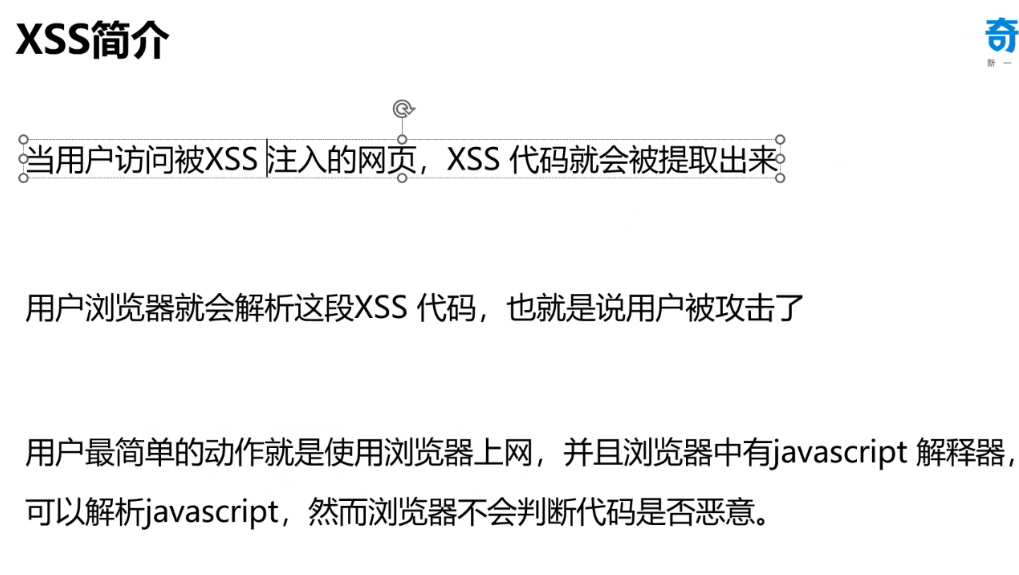 XSS简介
奇
新一
当用户访问被XSS 注入的网页，XSS 代码就会被提取出来
用户浏览器就会解析这段XSS 代码，也就是说用户被攻击了
用户最简单的动作就是使用浏览器上网，并且浏览器中有javascript 解释器，
可以解析javascript，然而浏览器不会判断代码是否恶意。